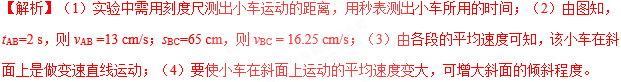 【解析】（1）实验中需用刻度尺测出小车运动的距离，用秒表测出小车所用的时间；（2）由图知，
tAB=2 s，则 vAB =13 cm/s；sBC=65 cm，则 vBC = 16.25 cm/s；（3）由各段的平均速度可知，该小车在斜
面上是做变速直线运动；（4）要使小车在斜面上运动的平均速度变大，可增大斜面的倾斜程度。